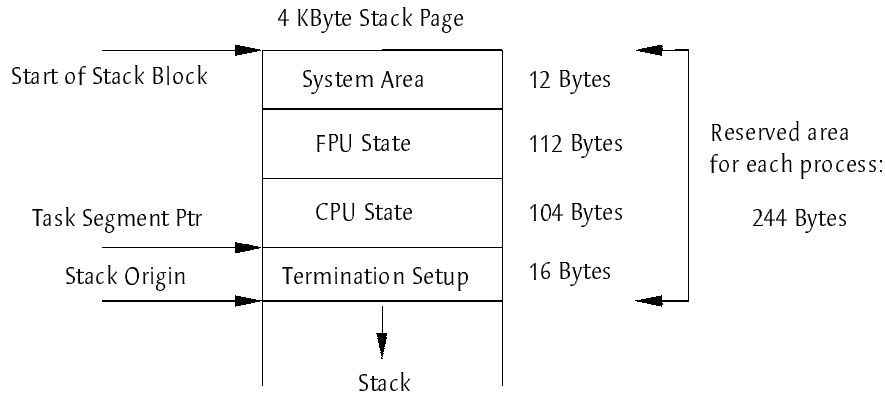 4 KByte Stack Page
Start of Stack Block
System Area
12 Bytes
FPU State
112 Bytes
Reserved area
for each process:
Task Segment Ptr
CPU State
104 Bytes
244 Bytes
Stack Origin
Termination Setup
16 Bytes
Stack